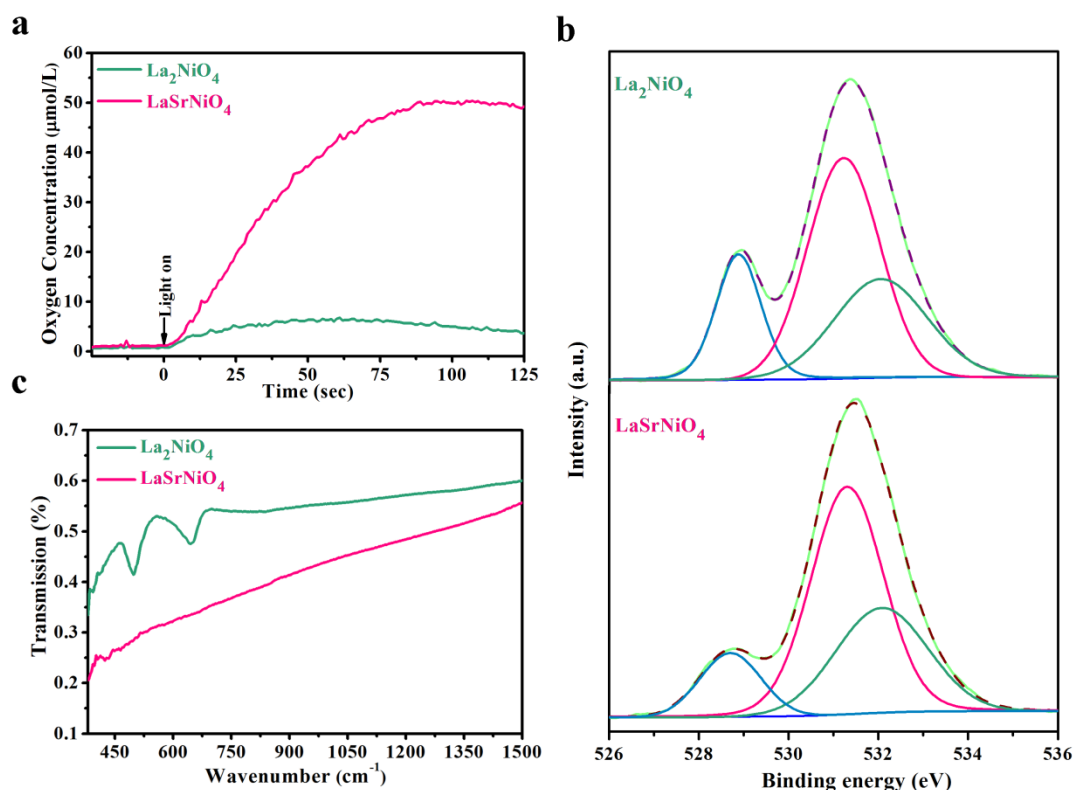 a
60
50
40
30
20
10
0
Oxygen Concentration (μmol/L)
La₂NiO₄
LaSrNiO₄
Light on
0 25 50 75 100 125
Time (sec)
b
La₂NiO₄
LaSrNiO₄
Intensity (a.u.)
526 528 530 532 534 536
Binding energy (eV)
c
0.7
0.6
0.5
0.4
0.3
0.2
0.1
Transmission (%)
La₂NiO₄
LaSrNiO₄
450 600 750 900 1050 1200 1350 1500
Wavenumber (cm⁻¹)